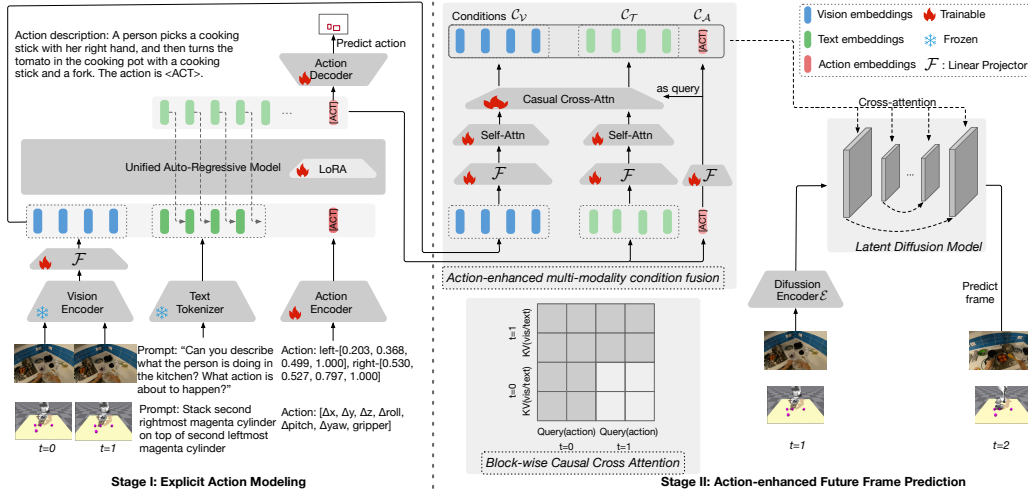 Action description: A person picks a cooking
stick with her right hand, and then turns the
tomato in the cooking pot with a cooking
stick and a fork. The action is <ACT>.
Predict action
Action
Decoder
...
[ACT]
Unified Auto-Regressive Model
LoRA
[ACT]
F
Vision
Encoder
Text
Tokenizer
Action
Encoder
Prompt: “Can you describe
what the person is doing in
the kitchen? What action is
about to happen?”
Action: left-[0.203, 0.368,
0.499, 1.000], right-[0.530,
0.527, 0.797, 1.000]
Prompt: Stack second
rightmost magenta cylinder
on top of second leftmost
magenta cylinder
Action: [Δx, Δy, Δz, Δroll,
Δpitch, Δyaw, gripper]
t=0
t=1
Stage I: Explicit Action Modeling
Conditions C_V
C_T
C_A
[ACT]
as query
Casual Cross-Attn
Self-Attn
Self-Attn
F
F
F
[ACT]
Action-enhanced multi-modality condition fusion
t=1
KV(vis/text)
t=0
KV(vis/text)
Query(action)
t=0
Query(action)
t=1
Block-wise Causal Cross Attention
Vision embeddings
Trainable
Text embeddings
Frozen
Action embeddings
F : Linear Projector
Cross-attention
...
Latent Diffusion Model
Difussion
Encoder E
Predict
frame
t=1
t=2
Stage II: Action-enhanced Future Frame Prediction